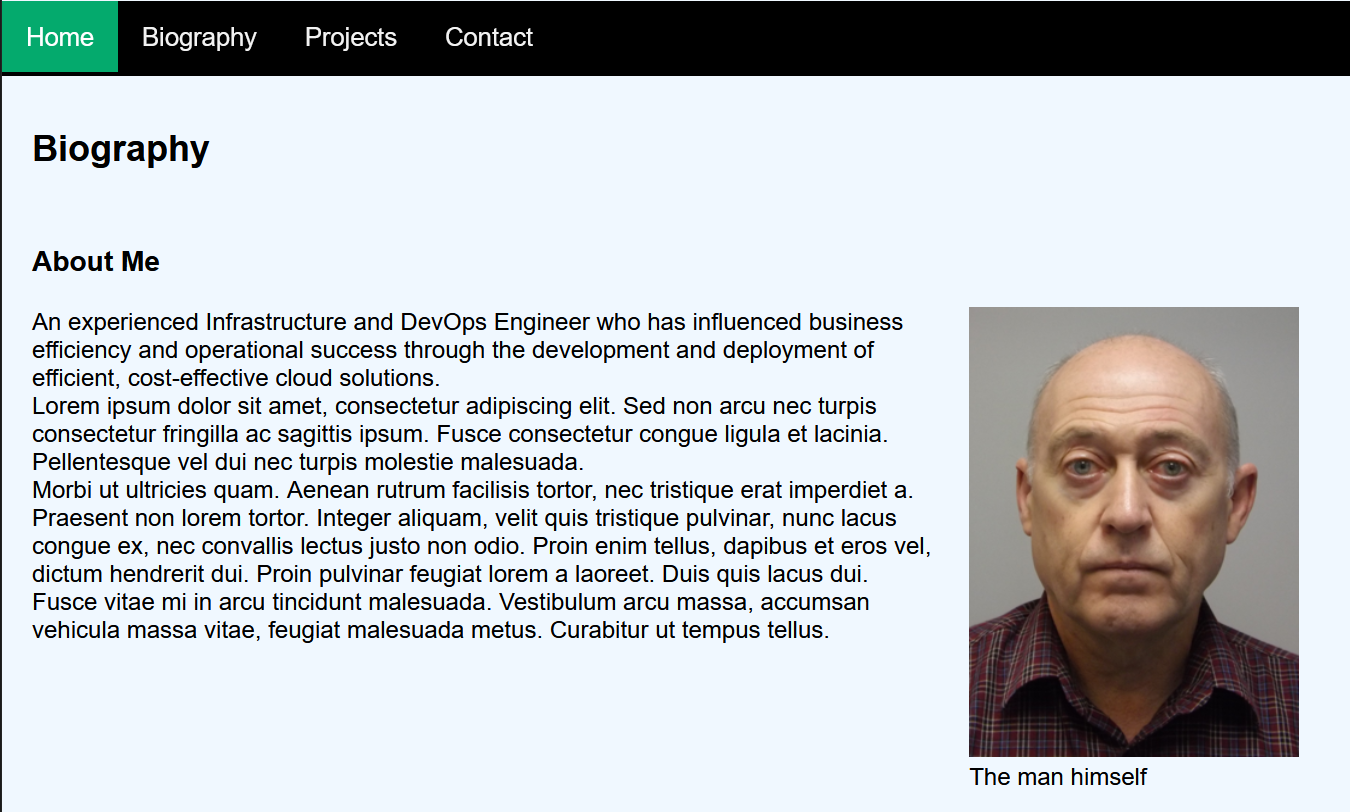 Home Biography Projects Contact
Biography
About Me
An experienced Infrastructure and DevOps Engineer who has influenced business
efficiency and operational success through the development and deployment of
efficient, cost-effective cloud solutions.
Lorem ipsum dolor sit amet, consectetur adipiscing elit. Sed non arcu nec turpis
consectetur fringilla ac sagittis ipsum. Fusce consectetur congue ligula et lacinia.
Pellentesque vel dui nec turpis molestie malesuada.
Morbi ut ultricies quam. Aenean rutrum facilisis tortor, nec tristique erat imperdiet a.
Praesent non lorem tortor. Integer aliquam, velit quis tristique pulvinar, nunc lacus
congue ex, nec convallis lectus justo non odio. Proin enim tellus, dapibus et eros vel,
dictum hendrerit dui. Proin pulvinar feugiat lorem a laoreet. Duis quis lacus dui.
Fusce vitae mi in arcu tincidunt malesuada. Vestibulum arcu massa, accumsan
vehicula massa vitae, feugiat malesuada metus. Curabitur ut tempus tellus.
The man himself